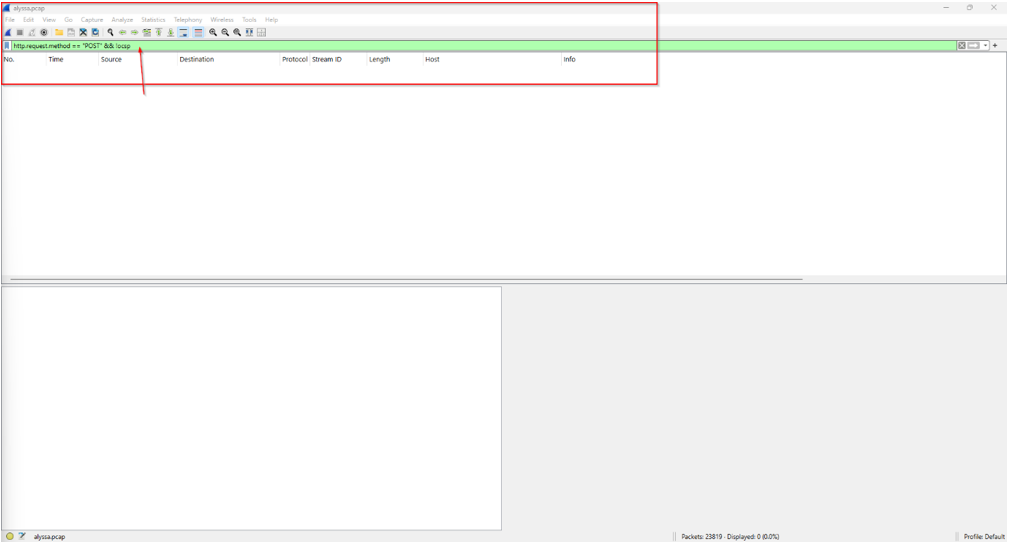 alyssa.pcap
File Edit View Go Capture Analyze Statistics Telephony Wireless Tools Help
http.request.method == "POST" && !ocsp
No. Time Source Destination Protocol Stream ID Length Host Info
alyssa.pcap Packets: 23819 · Displayed: 0 (0.0%) Profile: Default